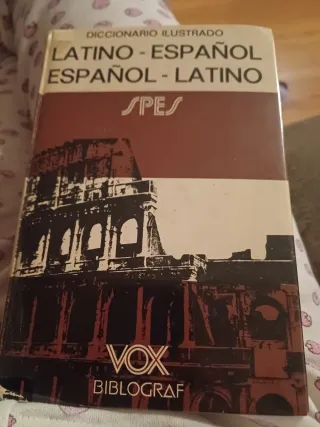 DICCIONARIO ILUSTRADO
LATINO - ESPAÑOL
ESPAÑOL - LATINO
SPES
VOX
BIBLOGRAF